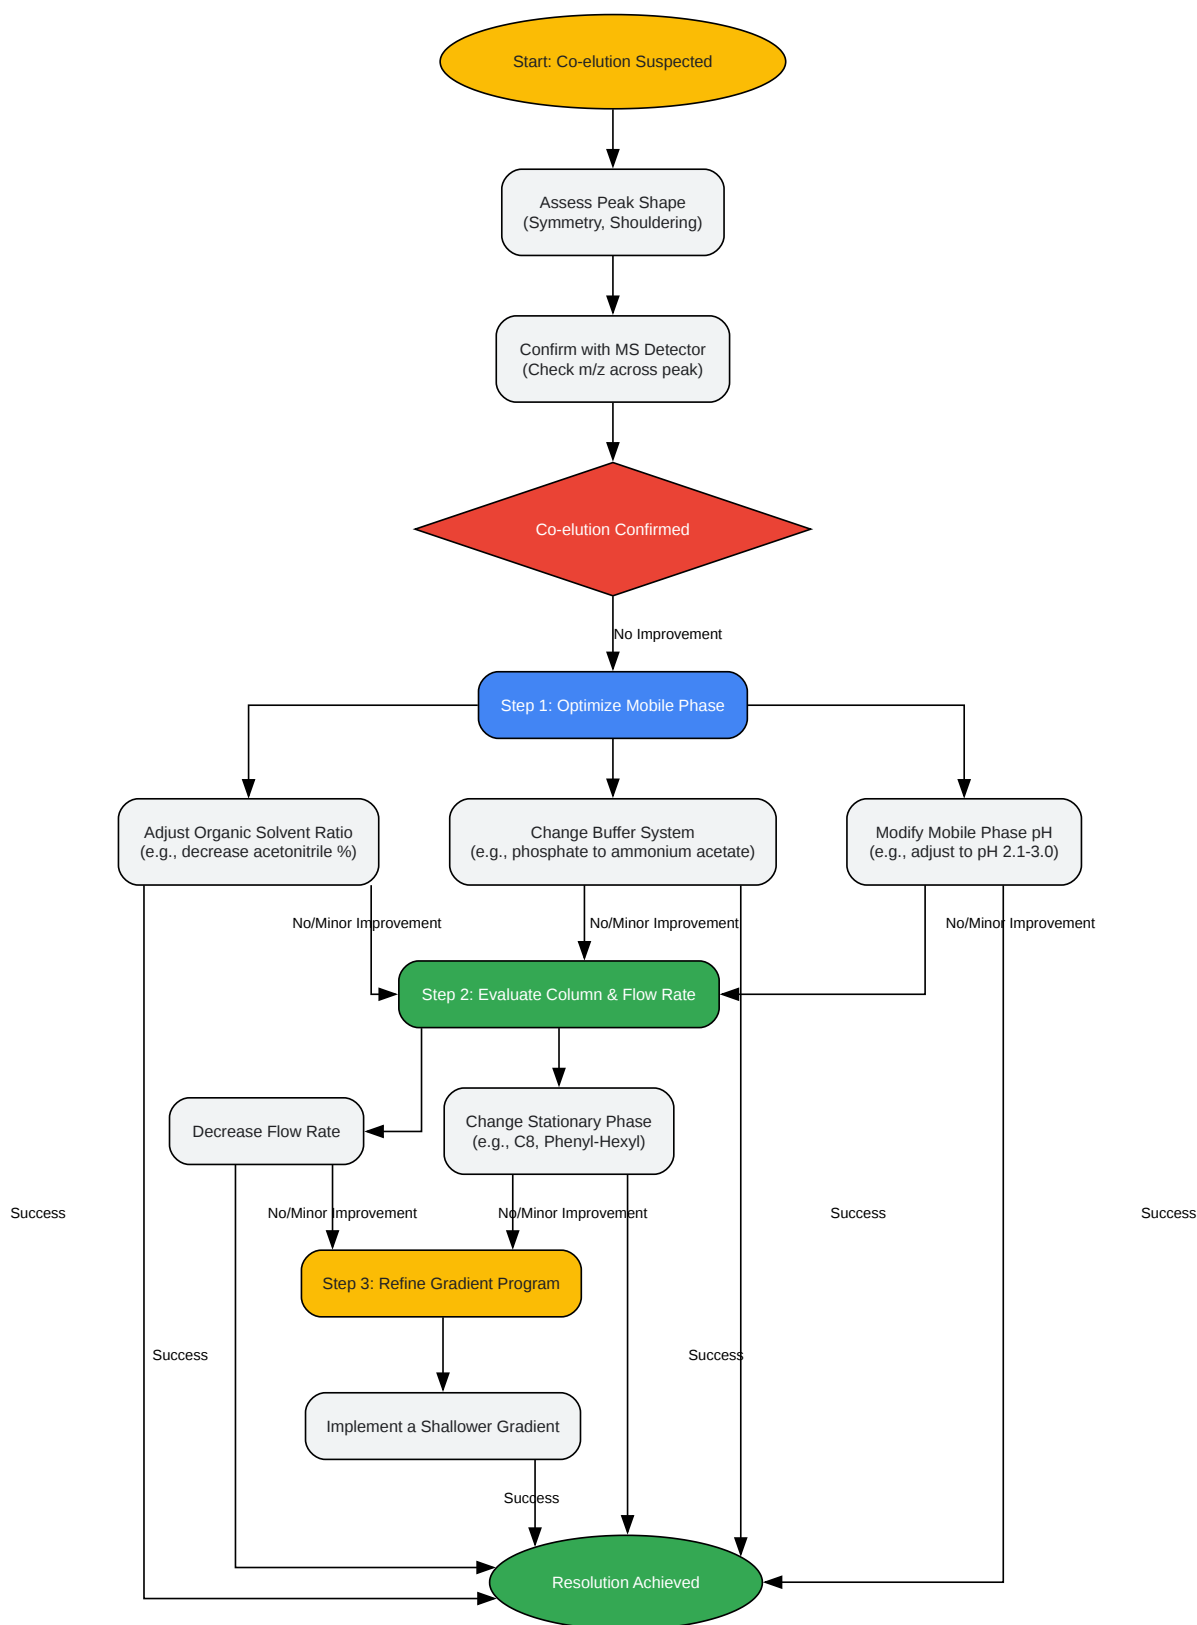 Start: Co-elution Suspected
Assess Peak Shape
(Symmetry, Shouldering)
Confirm with MS Detector
(Check m/z across peak)
Co-elution Confirmed
No Improvement
Step 1: Optimize Mobile Phase
Adjust Organic Solvent Ratio
(e.g., decrease acetonitrile %)
Change Buffer System
(e.g., phosphate to ammonium acetate)
Modify Mobile Phase pH
(e.g., adjust to pH 2.1-3.0)
No/Minor Improvement
No/Minor Improvement
No/Minor Improvement
Step 2: Evaluate Column & Flow Rate
Decrease Flow Rate
Change Stationary Phase
(e.g., C8, Phenyl-Hexyl)
Success
No/Minor Improvement
No/Minor Improvement
Success
Success
Step 3: Refine Gradient Program
Success
Success
Implement a Shallower Gradient
Success
Resolution Achieved